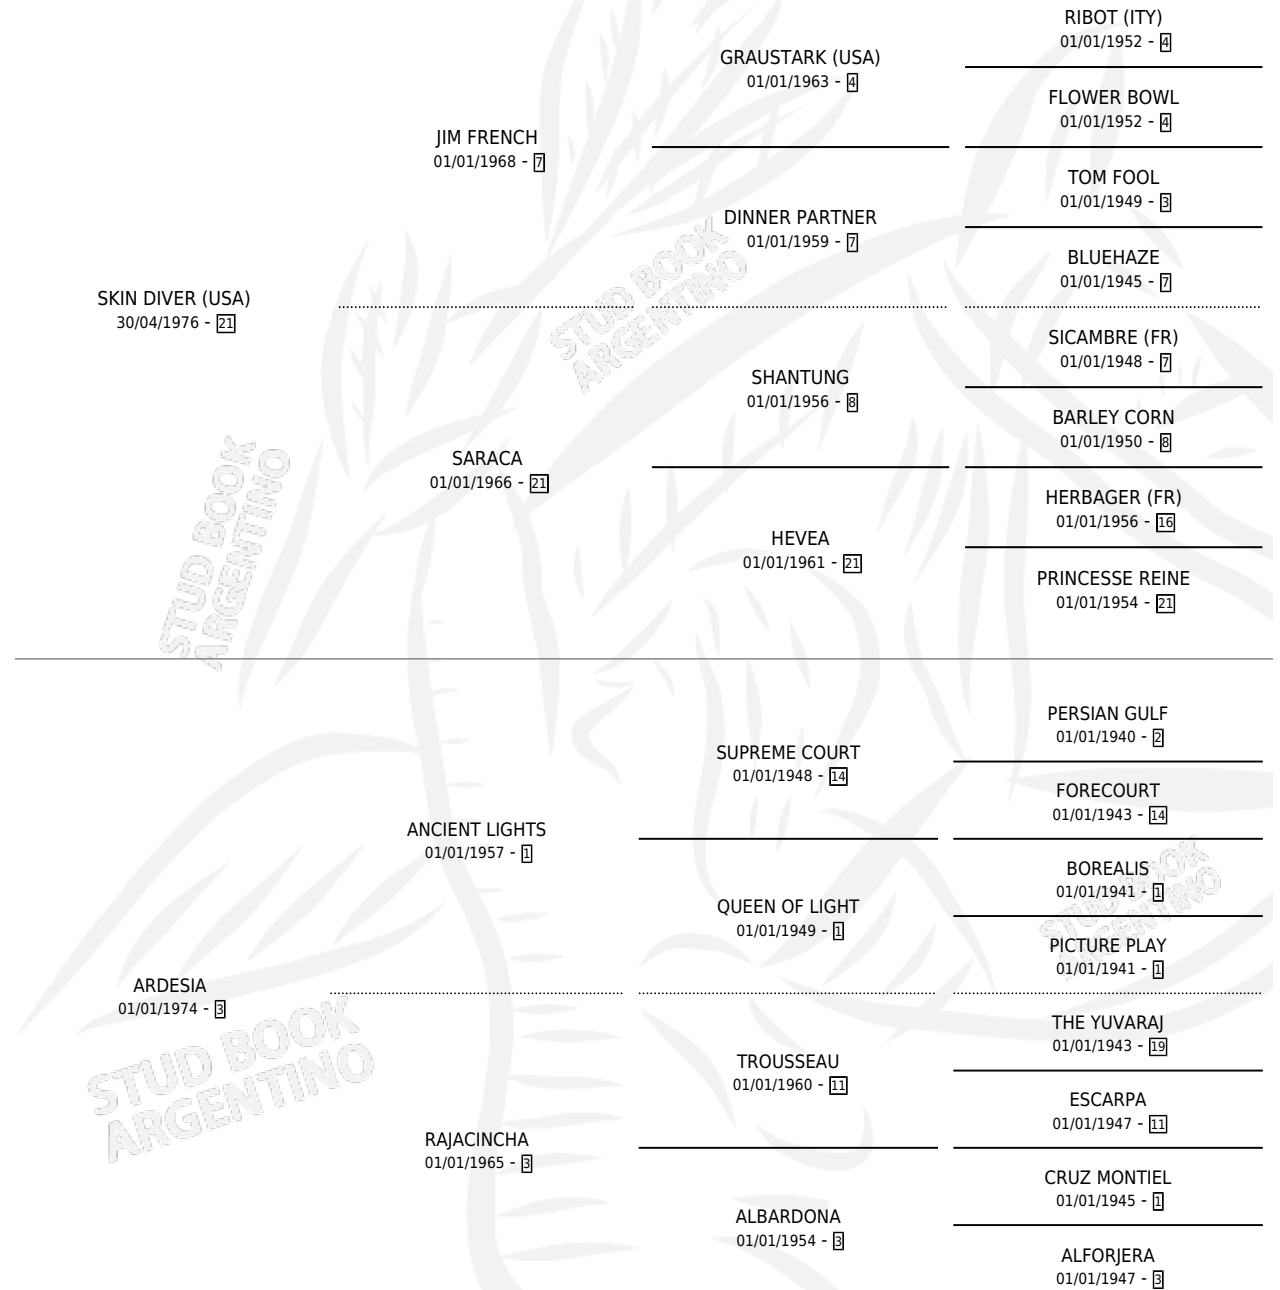 RIBOT (ITY)
01/01/1952 - 4
GRAUSTARK (USA)
01/01/1963 - 4
FLOWER BOWL
01/01/1952 - 4
JIM FRENCH
01/01/1968 - 7
TOM FOOL
01/01/1949 - 3
DINNER PARTNER
01/01/1959 - 7
BLUEHAZE
01/01/1945 - 7
SKIN DIVER (USA)
30/04/1976 - 21
SICAMBRE (FR)
01/01/1948 - 7
SHANTUNG
01/01/1956 - 8
BARLEY CORN
01/01/1950 - 8
SARACA
01/01/1966 - 21
HERBAGER (FR)
01/01/1956 - 16
HEVEA
01/01/1961 - 21
PRINCESSE REINE
01/01/1954 - 21
PERSIAN GULF
01/01/1940 - 2
SUPREME COURT
01/01/1948 - 14
FORECOURT
01/01/1943 - 14
ANCIENT LIGHTS
01/01/1957 - 1
BOREALIS
01/01/1941 - 1
QUEEN OF LIGHT
01/01/1949 - 1
PICTURE PLAY
01/01/1941 - 1
ARDESIA
01/01/1974 - 3
THE YUVARAJ
01/01/1943 - 19
TROUSSEAU
01/01/1960 - 11
ESCARPA
01/01/1947 - 11
RAJACINCHA
01/01/1965 - 3
CRUZ MONTIEL
01/01/1945 - 1
ALBARDONA
01/01/1954 - 3
ALFORJERA
01/01/1947 - 3
STUD BOOK
ARGENTINO
STUD BOOK
ARGENTINO
STUD BOOK
ARGENTINO
STUD BOOK
ARGENTINO